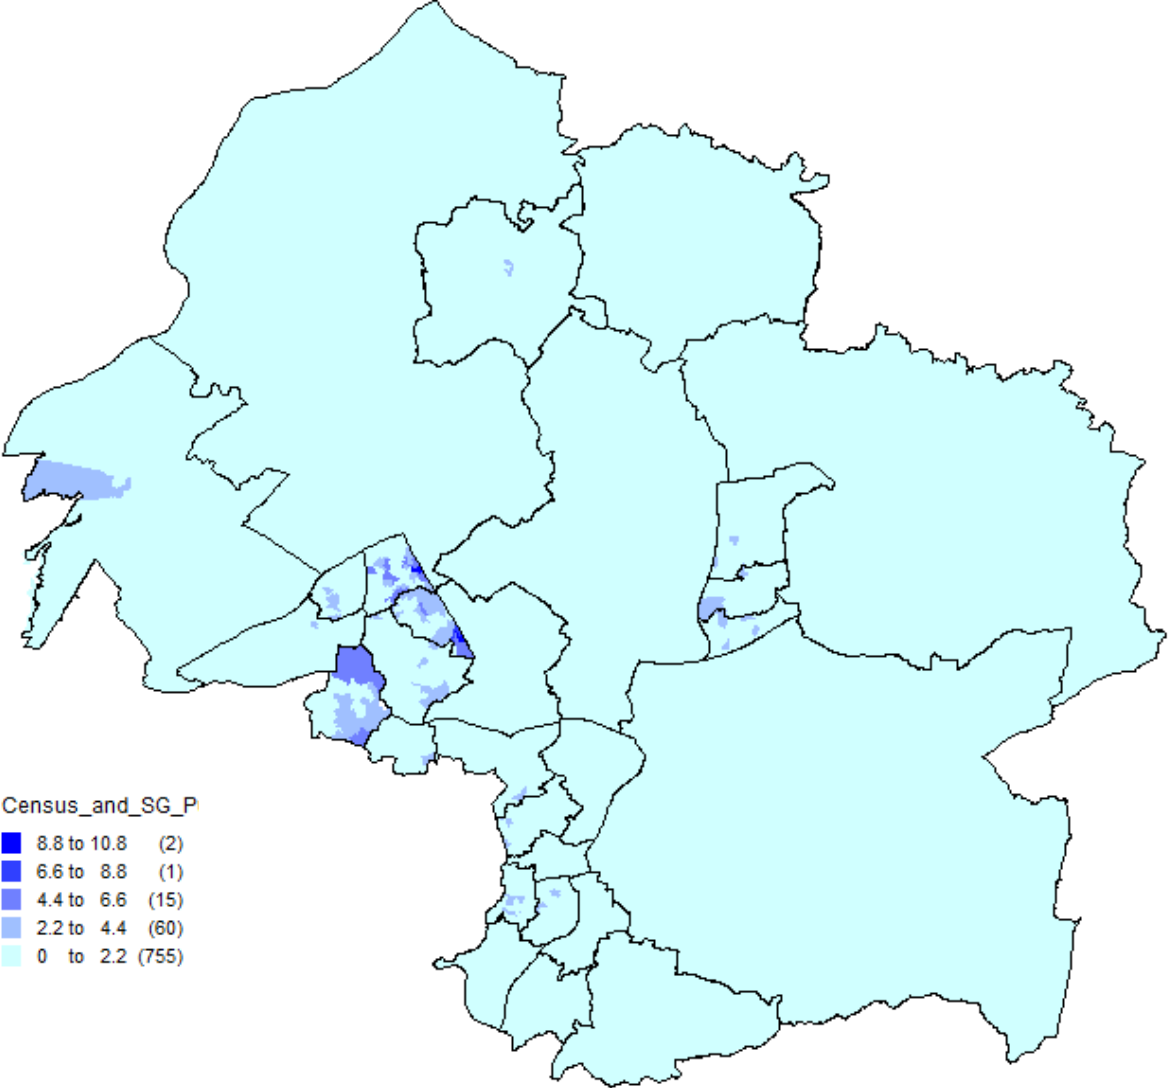 Census_and_SG_P
8.8 to 10.8 (2)
6.6 to 8.8 (1)
4.4 to 6.6 (15)
2.2 to 4.4 (60)
0 to 2.2 (755)